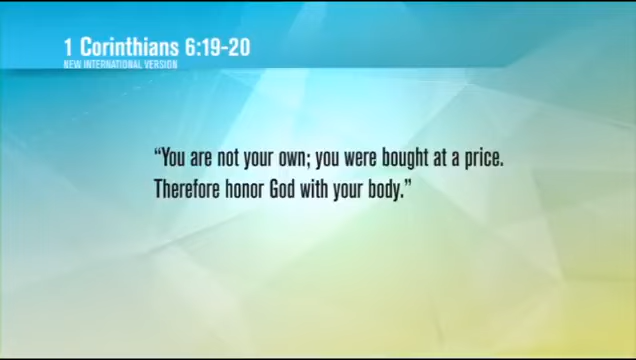 1 Corinthians 6:19-20
NEW INTERNATIONAL VERSION
“You are not your own; you were bought at a price.
Therefore honor God with your body.”